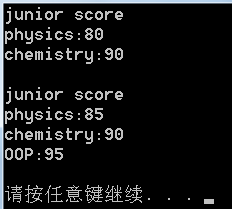 junior score
physics:80
chemistry:90
junior score
physics:85
chemistry:90
OOP:95
请按任意键继续. . .